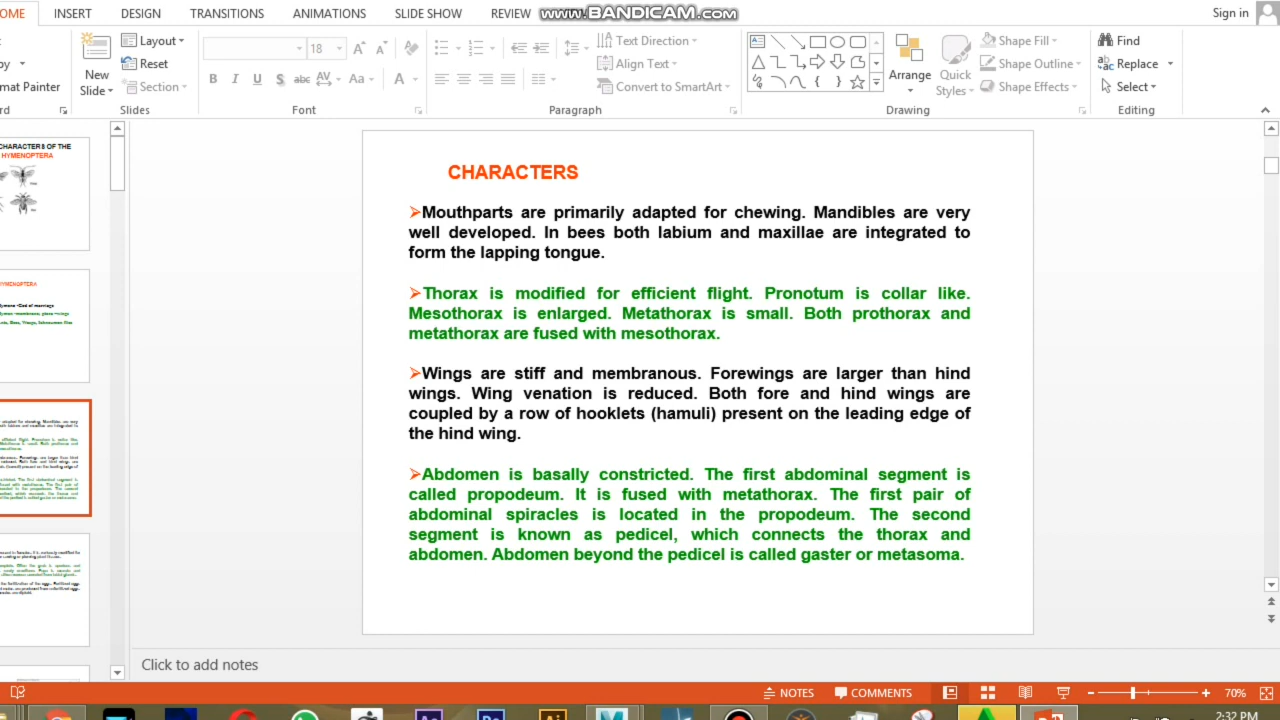 OME INSERT DESIGN TRANSITIONS ANIMATIONS SLIDE SHOW REVIEW www.BANDICAM.com Sign in
Layout
Reset
Section
New
Slide
py
mat Painter
18
B I U S abc AV Aa A
Text Direction
Align Text
Convert to SmartArt
Arrange
Quick
Styles
Shape Fill
Shape Outline
Shape Effects
Find
Replace
Select
rd Slides Font Paragraph Drawing Editing
CHARACTERS OF THE
HYMENOPTERA
CHARACTERS
➢Mouthparts are primarily adapted for chewing. Mandibles are very
well developed. In bees both labium and maxillae are integrated to
form the lapping tongue.
➢Thorax is modified for efficient flight. Pronotum is collar like.
Mesothorax is enlarged. Metathorax is small. Both prothorax and
metathorax are fused with mesothorax.
➢Wings are stiff and membranous. Forewings are larger than hind
wings. Wing venation is reduced. Both fore and hind wings are
coupled by a row of hooklets (hamuli) present on the leading edge of
the hind wing.
➢Abdomen is basally constricted. The first abdominal segment is
called propodeum. It is fused with metathorax. The first pair of
abdominal spiracles is located in the propodeum. The second
segment is known as pedicel, which connects the thorax and
abdomen. Abdomen beyond the pedicel is called gaster or metasoma.
Click to add notes
NOTES COMMENTS 70%
2:32 PM